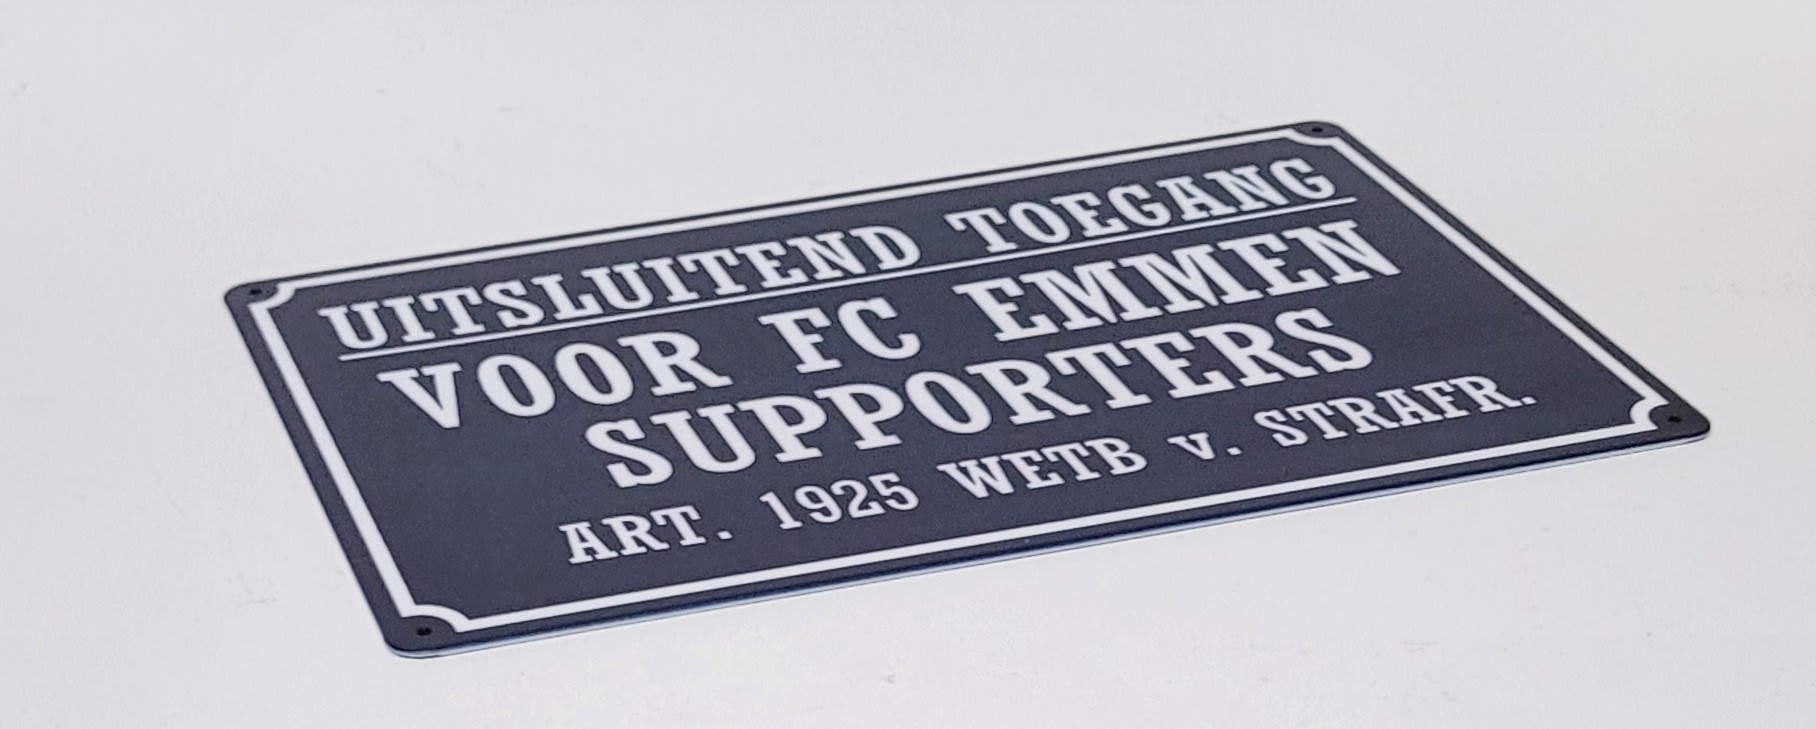 UITSLUITEND TOEGANG
VOOR FC EMMEN
SUPPORTERS
ART. 1925 WETB v. STRAFR.